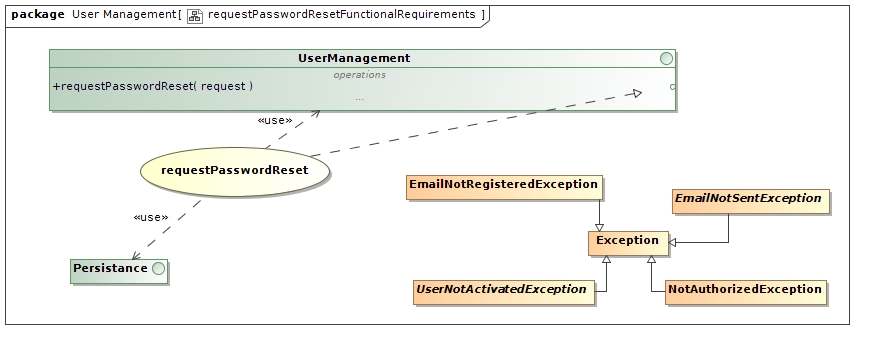 package User Management[ requestPasswordResetFunctionalRequirements ]
UserManagement
operations
+requestPasswordReset( request )
...
«use»
requestPasswordReset
EmailNotRegisteredException
EmailNotSentException
«use»
Exception
Persistance
UserNotActivatedException
NotAuthorizedException